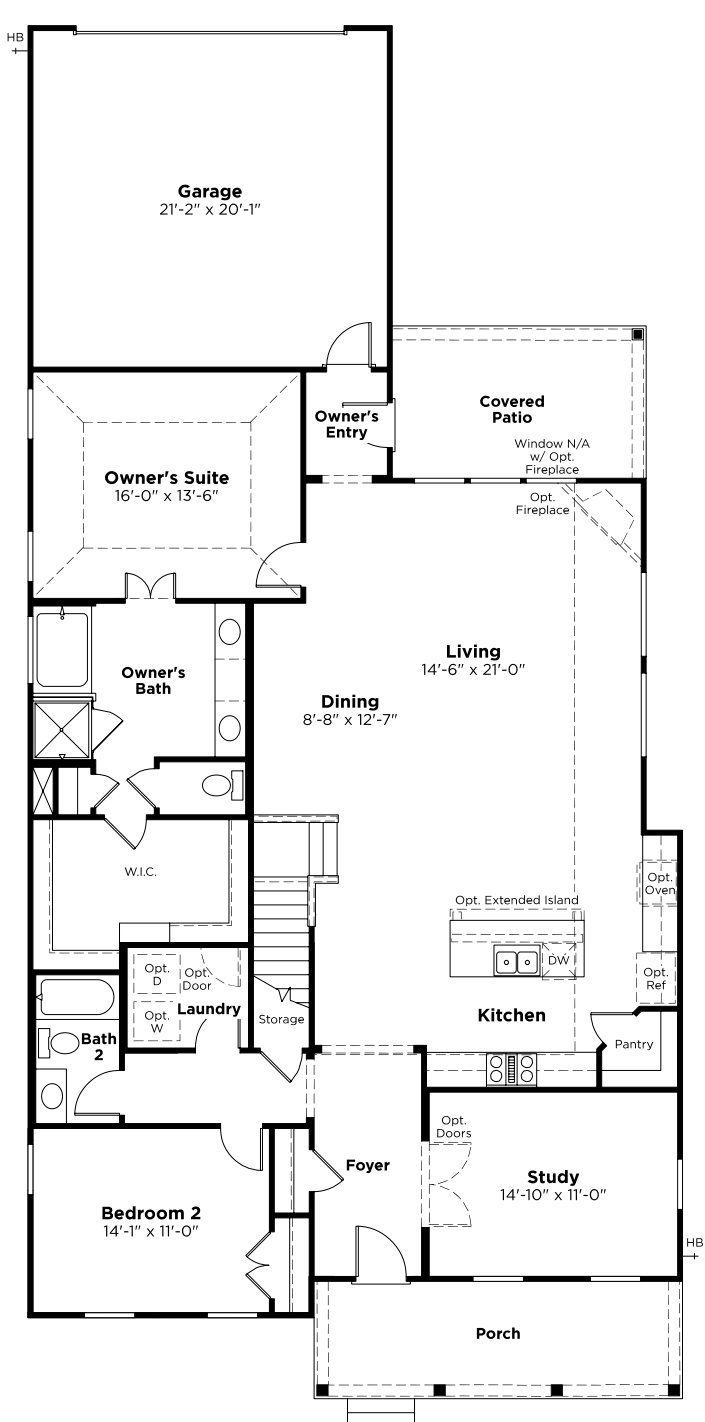 HB
Garage
21'-2" x 20'-1"
Owner's
Entry
Covered
Patio
Window N/A
w/ Opt.
Fireplace
Owner's Suite
16'-0" x 13'-6"
Opt.
Fireplace
Living
14'-6" x 21'-0"
Owner's
Bath
Dining
8'-8" x 12'-7"
W.I.C.
Opt.
Oven
Opt. Extended Island
DW
Opt.
D
Opt.
Door
Opt.
Ref
Laundry
Opt.
W
Storage
Kitchen
Bath
2
Pantry
Opt.
Doors
Foyer
Study
14'-10" x 11'-0"
Bedroom 2
14'-1" x 11'-0"
HB
Porch